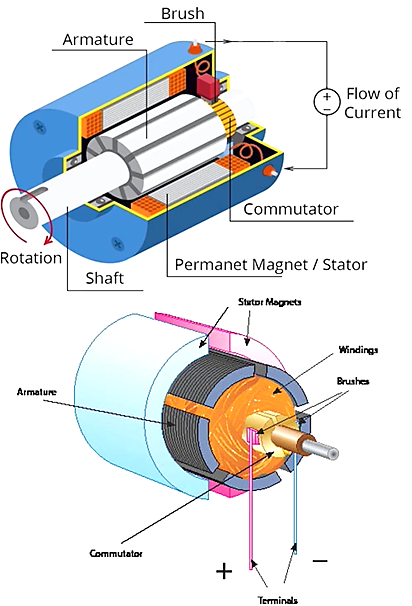 Brush
Armature
+
−
Flow of
Current
Commutator
Rotation
Permanet Magnet / Stator
Shaft
Stator Magnets
Windings
Brushes
Armature
Commutator
+
−
Terminals